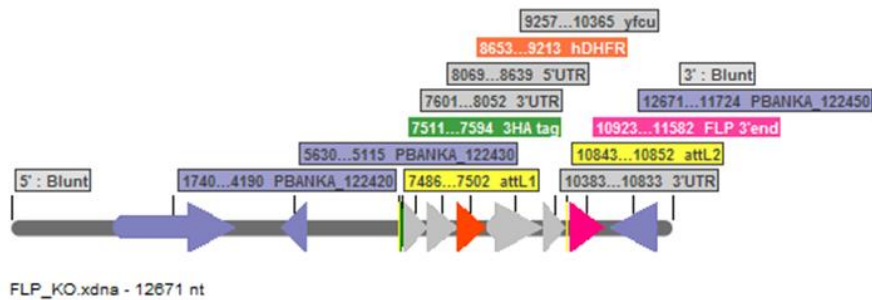 9257...10365 yfcu
8653...9213 hDHFR
8069...8639 5'UTR 3' : Blunt
7601...8052 3'UTR 12671...11724 PBANKA_122450
7511...7594 3HA tag 10923...11582 FLP 3'end
5630...5115 PBANKA_122430 10843...10852 attL2
5' : Blunt 1740...4190 PBANKA_122420 7486...7502 attL1 10383...10833 3'UTR
FLP_KO.xdna - 12671 nt